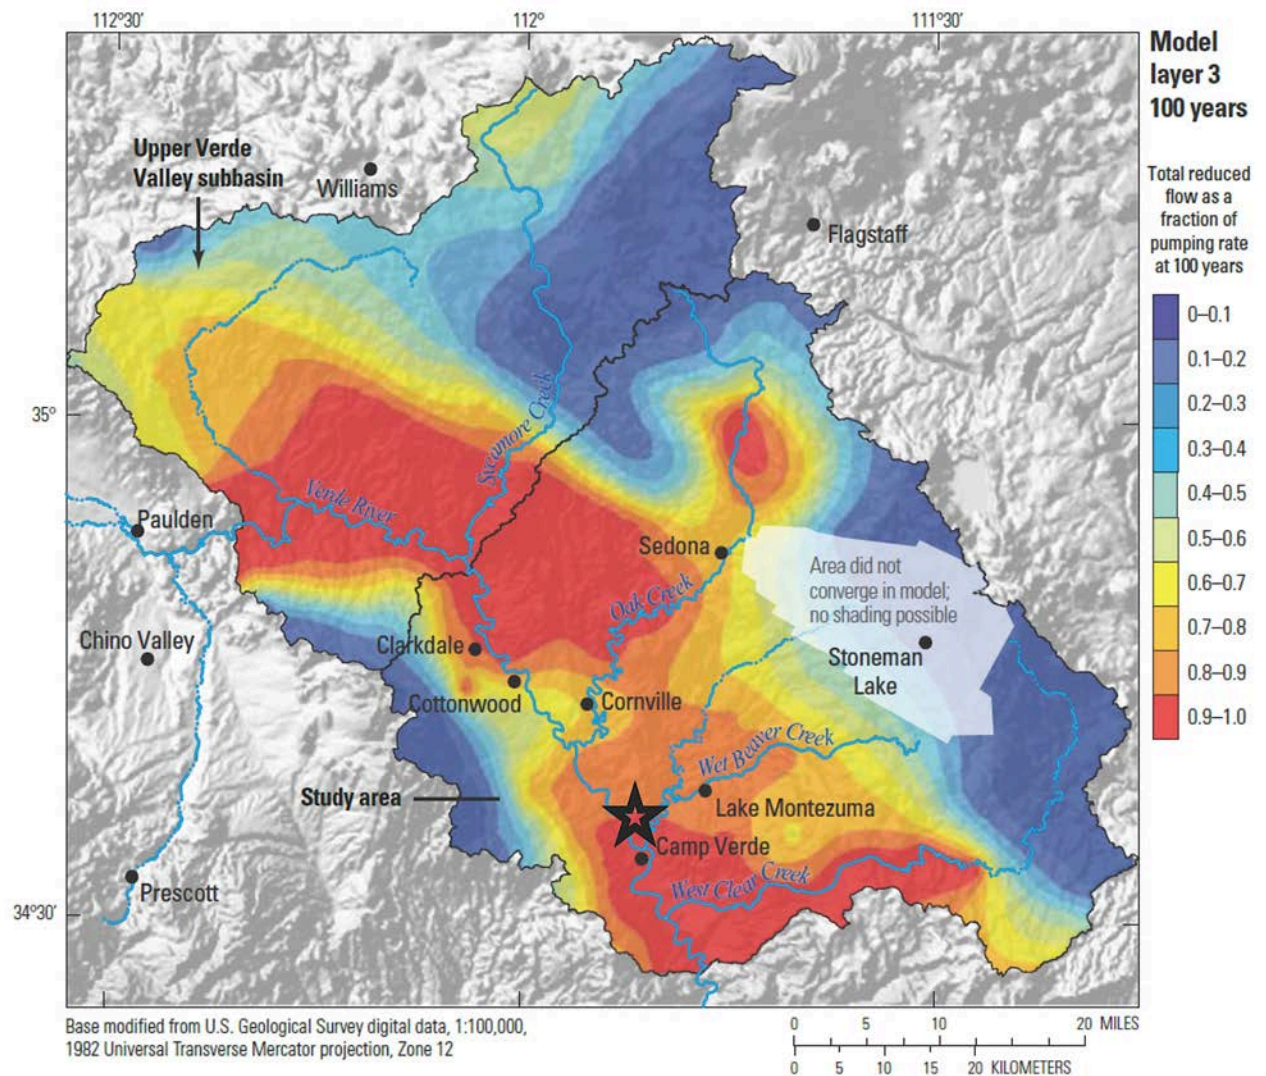 112°30'
112°
111°30'
Model
layer 3
100 years
Upper Verde
Valley subbasin
Williams
Flagstaff
Total reduced
flow as a
fraction of
pumping rate
at 100 years
0–0.1
0.1–0.2
0.2–0.3
0.3–0.4
0.4–0.5
0.5–0.6
0.6–0.7
0.7–0.8
0.8–0.9
0.9–1.0
35°
Sycamore Creek
Verde River
Paulden
Sedona
Area did not
converge in model;
no shading possible
Oak Creek
Chino Valley
Clarkdale
Stoneman
Lake
Cottonwood
Cornville
Wet Beaver Creek
Study area
Lake Montezuma
Camp Verde
West Clear Creek
Prescott
34°30'
Base modified from U.S. Geological Survey digital data, 1:100,000,
1982 Universal Transverse Mercator projection, Zone 12
0 5 10 20 MILES
0 5 10 15 20 KILOMETERS